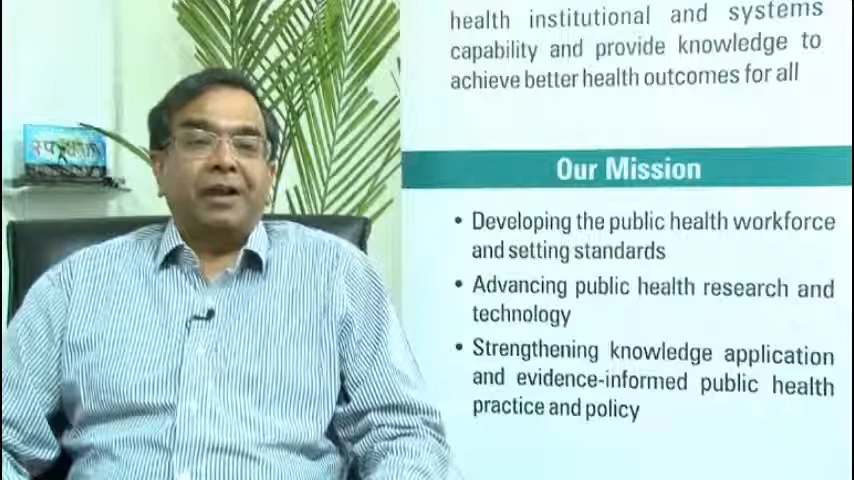 health institutional and systems
capability and provide knowledge to
achieve better health outcomes for all
Our Mission
• Developing the public health workforce
and setting standards
• Advancing public health research and
technology
• Strengthening knowledge application
and evidence-informed public health
practice and policy